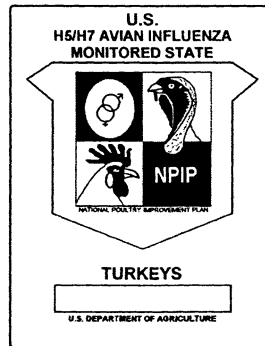 U.S.
H5/H7 AVIAN INFLUENZA
MONITORED STATE
NPIP
NATIONAL POULTRY IMPROVEMENT PLAN
TURKEYS
U.S. DEPARTMENT OF AGRICULTURE